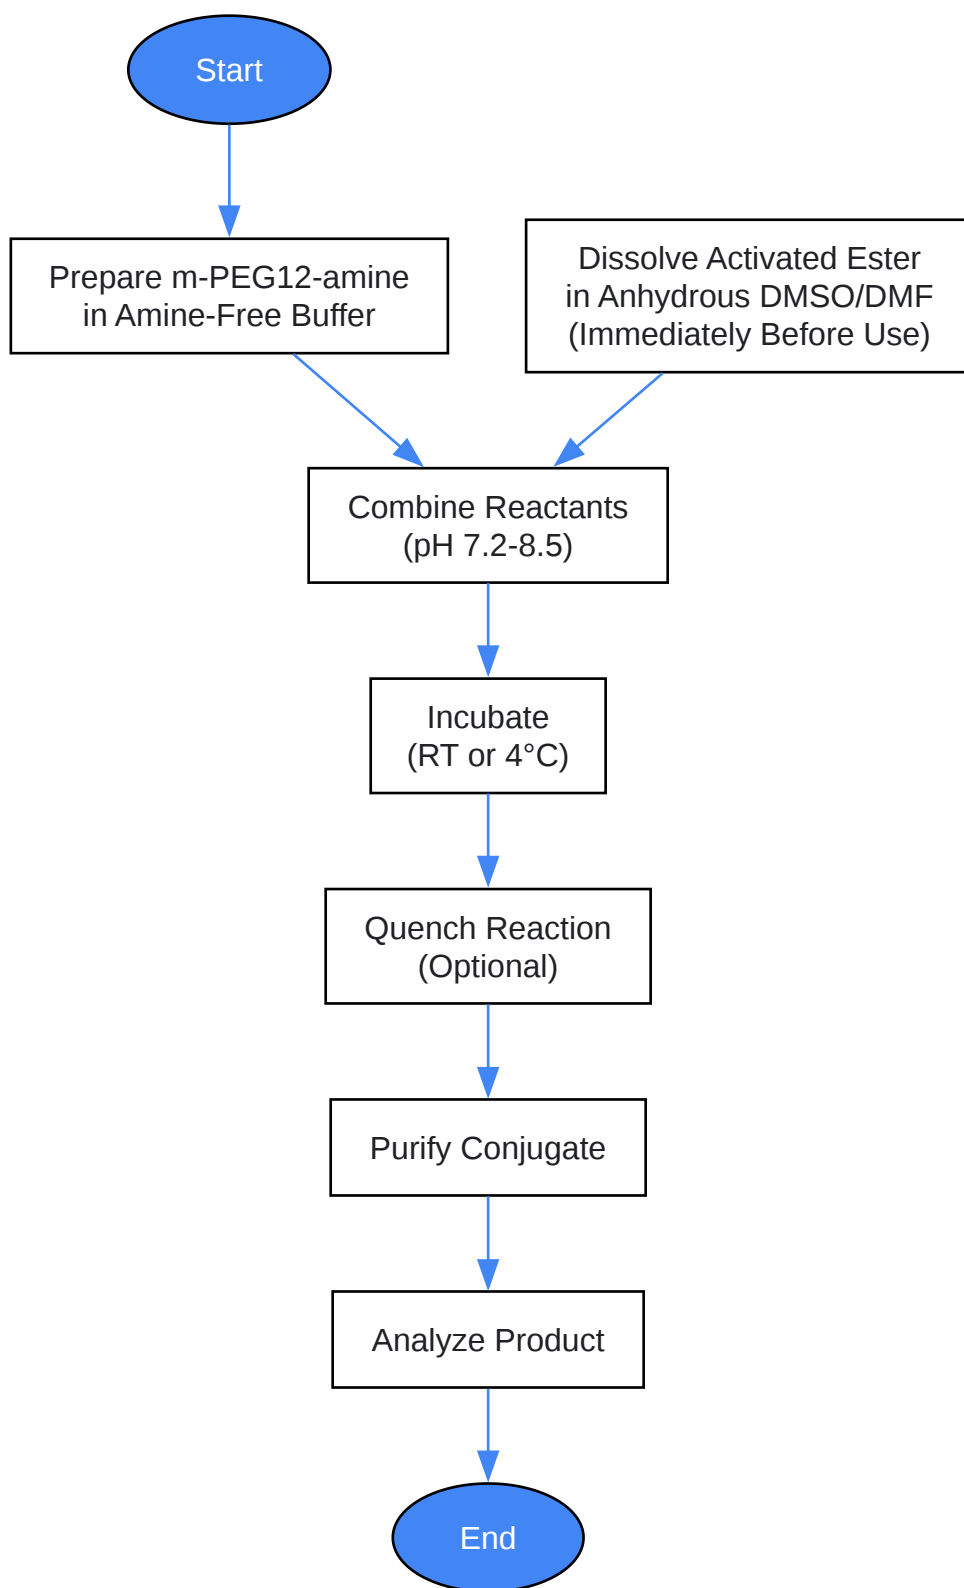 Start
Prepare m-PEG12-amine
in Amine-Free Buffer
Dissolve Activated Ester
in Anhydrous DMSO/DMF
(Immediately Before Use)
Combine Reactants
(pH 7.2-8.5)
Incubate
(RT or 4°C)
Quench Reaction
(Optional)
Purify Conjugate
Analyze Product
End